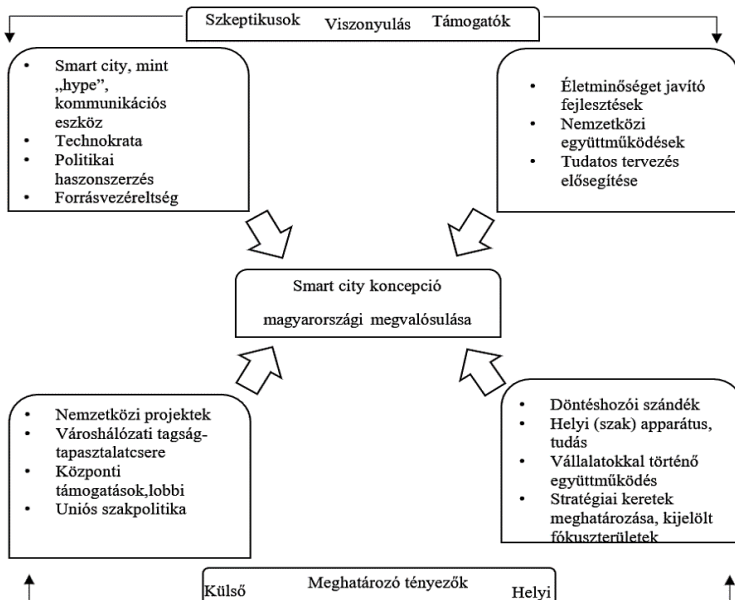 Szkeptikusok Viszonyulás Támogatók
• Smart city, mint
„hype”,
kommunikációs
eszköz
• Technokrata
• Politikai
haszonszerzés
• Forrásvezéreltség
• Életminőséget javító
fejlesztések
• Nemzetközi
együttműködések
• Tudatos tervezés
elősegítése
Smart city koncepció
magyarországi megvalósulása
• Nemzetközi projektek
• Városhálózati tagság-
tapasztalatcsere
• Központi
támogatások,lobbi
• Uniós szakpolitika
• Döntéshozói szándék
• Helyi (szak) apparátus,
tudás
• Vállalatokkal történő
együttműködés
• Stratégiai keretek
meghatározása, kijelölt
fókuszterületek
Külső Meghatározó tényezők Helyi